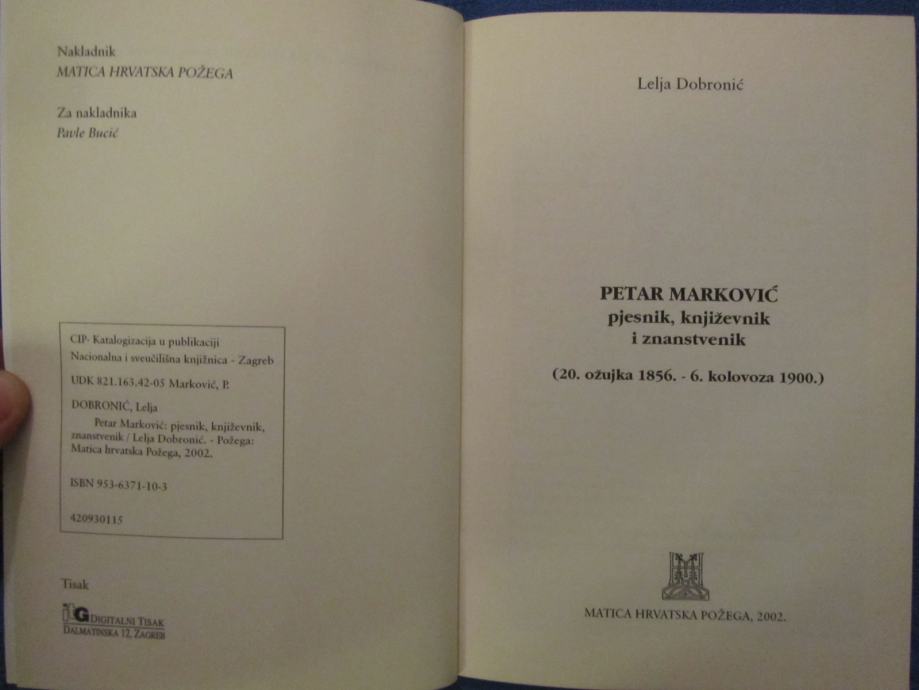 Nakladnik
MATICA HRVATSKA POŽEGA
Za nakladnika
Pavle Bucić
CIP- Katalogizacija u publikaciji
Nacionalna i sveučilišna knjižnica - Zagreb
UDK 821.163.42-05 Marković, P.
DOBRONIĆ, Lelja
Petar Marković: pjesnik, književnik,
znanstvenik / Lelja Dobronić. - Požega:
Matica hrvatska Požega, 2002.
ISBN 953-6371-10-3
420930115
Tisak
DIGITALNI TISAK
DALMATINSKA 12, ZAGREB
Lelja Dobronić
PETAR MARKOVIĆ
pjesnik, književnik
i znanstvenik
(20. ožujka 1856. - 6. kolovoza 1900.)
MATICA HRVATSKA POŽEGA, 2002.